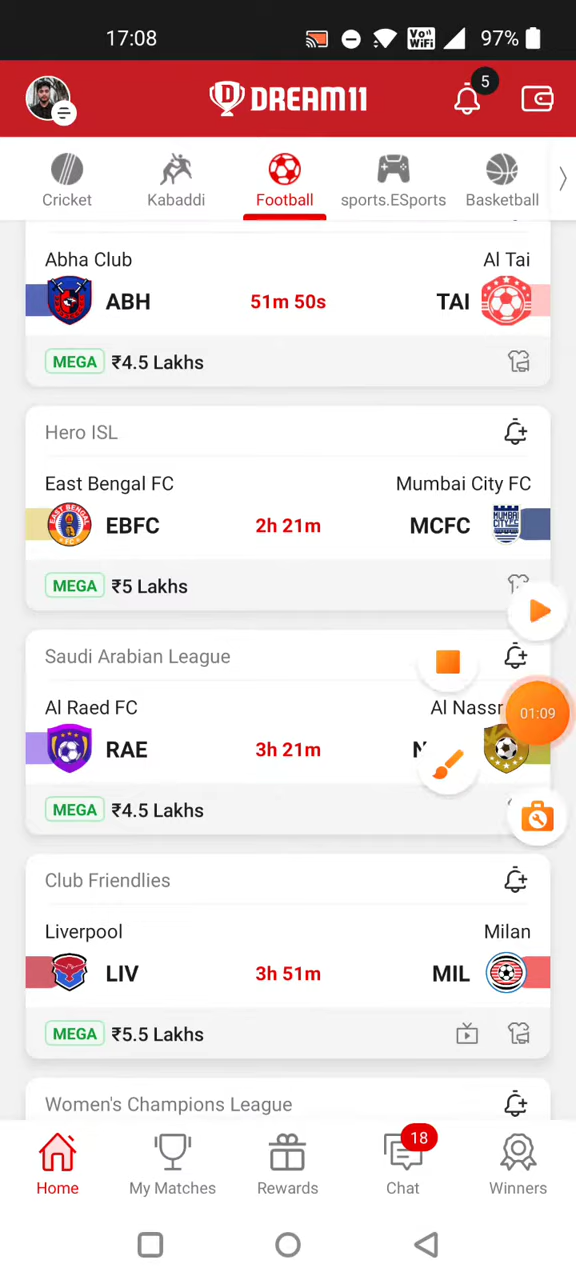 17:08
Vo))
WiFi
97%
DREAM11
5
Cricket
Kabaddi
Football
sports.ESports
Basketball
Abha Club
Al Tai
ABH
51m 50s
TAI
MEGA ₹4.5 Lakhs
Hero ISL
East Bengal FC
Mumbai City FC
EBFC
2h 21m
MCFC
MEGA ₹5 Lakhs
Saudi Arabian League
Al Raed FC
Al Nassr
RAE
3h 21m
01:09
MEGA ₹4.5 Lakhs
Club Friendlies
Liverpool
Milan
LIV
3h 51m
MIL
MEGA ₹5.5 Lakhs
Women's Champions League
18
Home
My Matches
Rewards
Chat
Winners